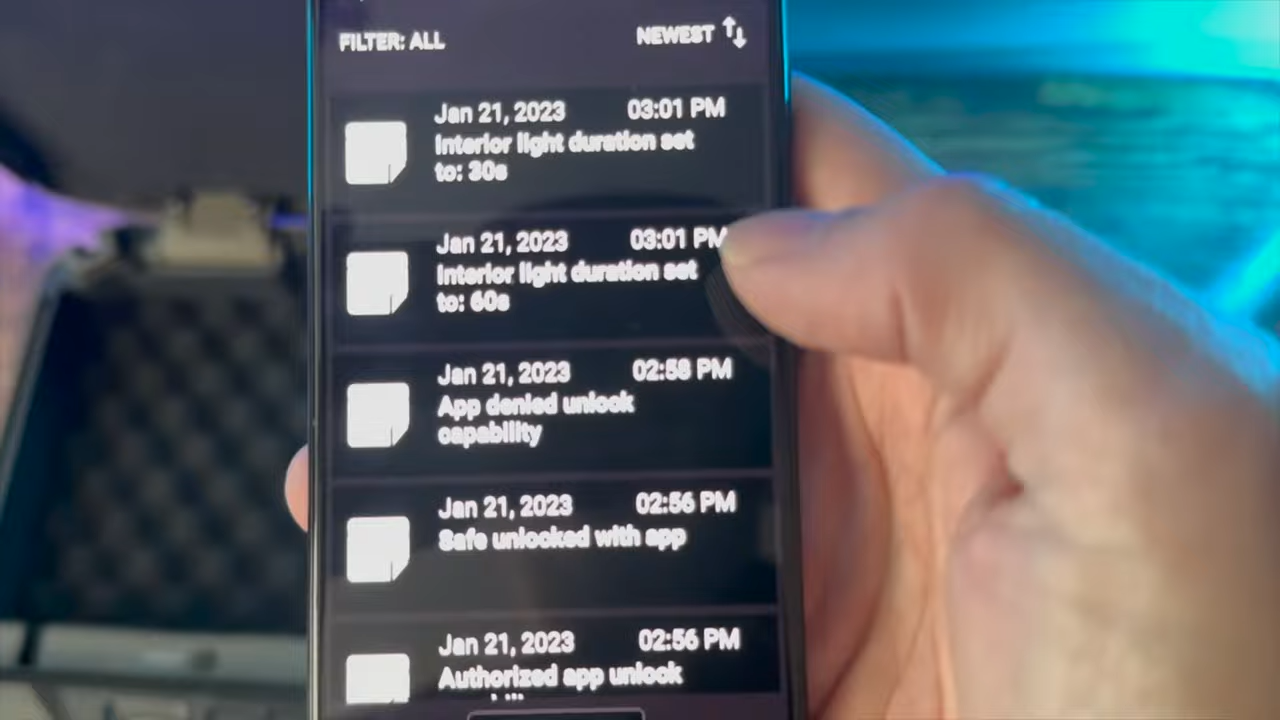 FILTER: ALL
NEWEST
Jan 21, 2023 03:01 PM
Interior light duration set
to: 30s
Jan 21, 2023 03:01 PM
Interior light duration set
to: 60s
Jan 21, 2023 02:58 PM
App denied unlock
capability
Jan 21, 2023 02:56 PM
Safe unlocked with app
Jan 21, 2023 02:56 PM
Authorized app unlock